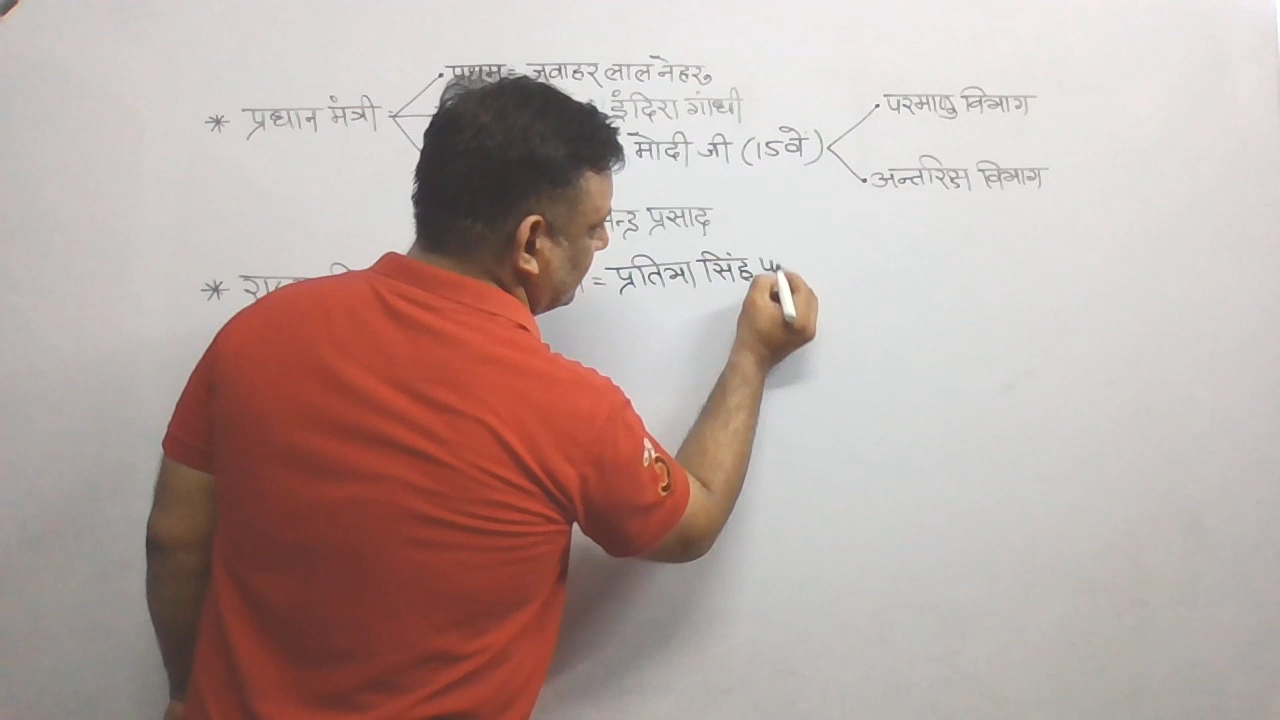 प्रथम = जवाहर लाल नेहरू
* प्रधान मंत्री
इंदिरा गांधी
मोदी जी (15वे)
परमाणु विभाग
अन्तरिक्ष विभाग
प्रसाद
*
= प्रतिभा सिंह